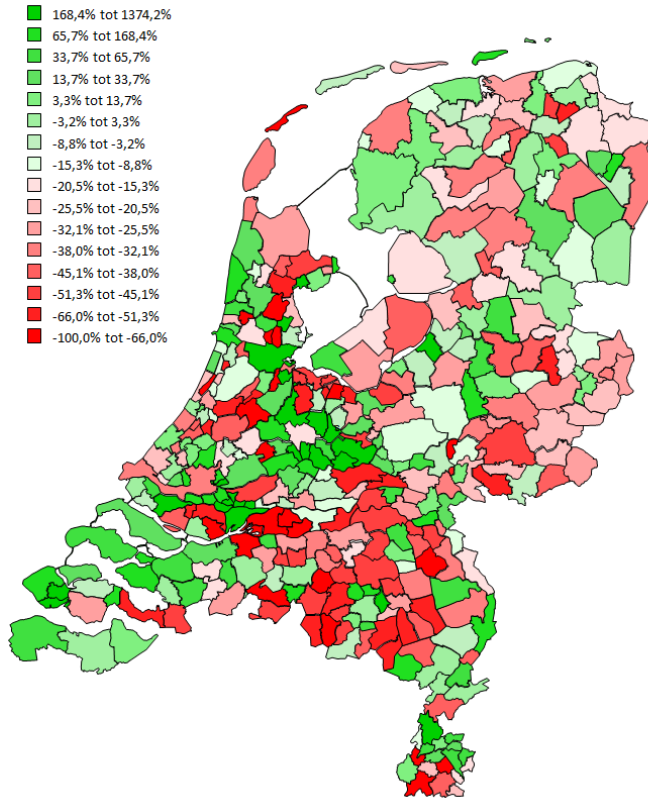 168,4% tot 1374,2%
65,7% tot 168,4%
33,7% tot 65,7%
13,7% tot 33,7%
3,3% tot 13,7%
-3,2% tot 3,3%
-8,8% tot -3,2%
-15,3% tot -8,8%
-20,5% tot -15,3%
-25,5% tot -20,5%
-32,1% tot -25,5%
-38,0% tot -32,1%
-45,1% tot -38,0%
-51,3% tot -45,1%
-66,0% tot -51,3%
-100,0% tot -66,0%